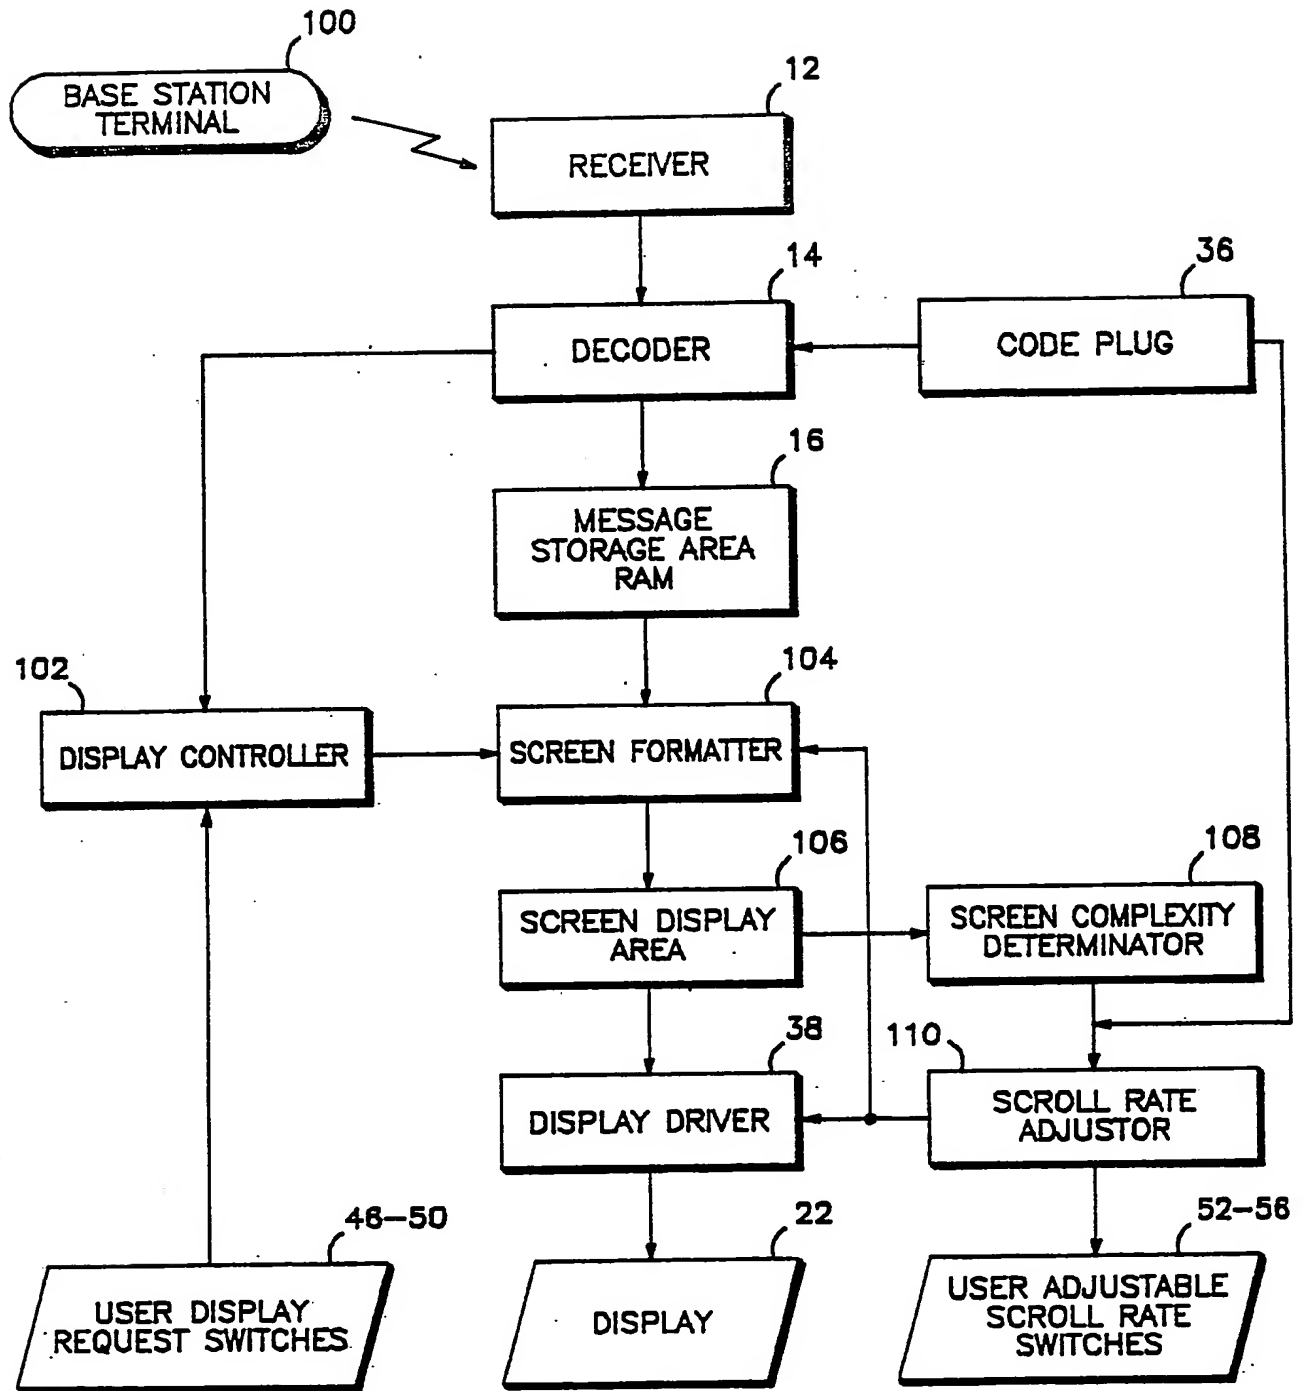 100
BASE STATION
TERMINAL
12
RECEIVER
14
DECODER
36
CODE PLUG
16
MESSAGE
STORAGE AREA
RAM
102
DISPLAY CONTROLLER
104
SCREEN FORMATTER
106
SCREEN DISPLAY
AREA
108
SCREEN COMPLEXITY
DETERMINATOR
38
DISPLAY DRIVER
110
SCROLL RATE
ADJUSTOR
46-50
USER DISPLAY
REQUEST SWITCHES
22
DISPLAY
52-56
USER ADJUSTABLE
SCROLL RATE
SWITCHES